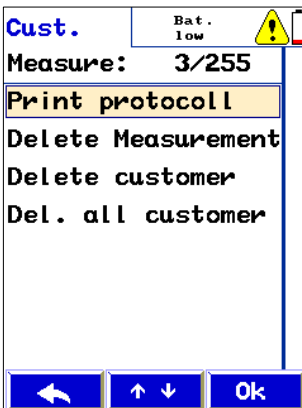 Cust.
Bat.
low
Measure: 3/255
Print protocoll
Delete Measurement
Delete customer
Del. all customer
Ok